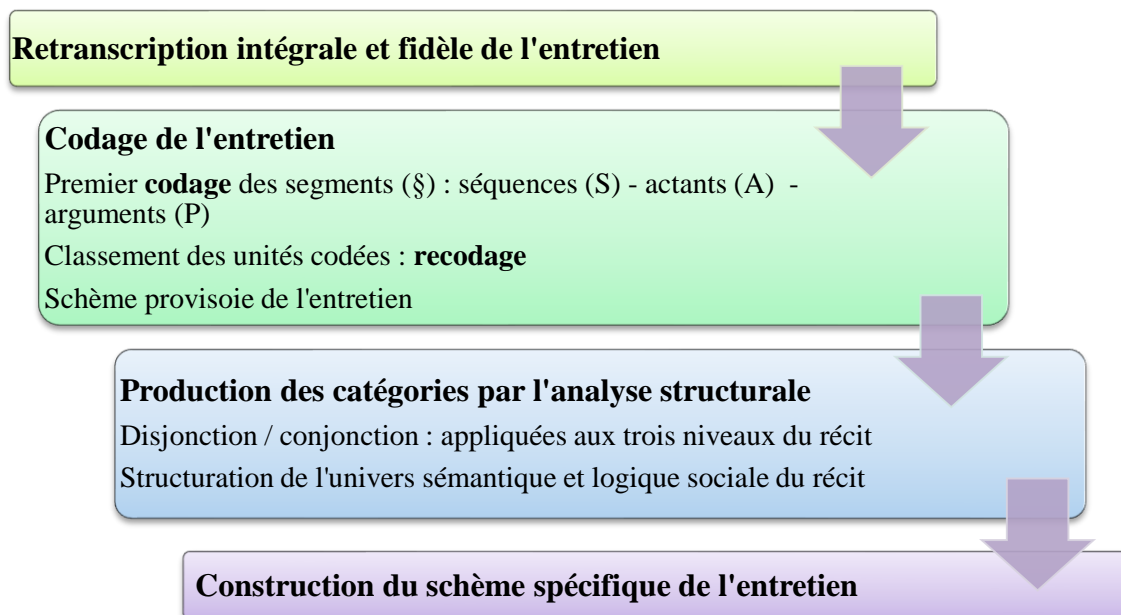 Retranscription intégrale et fidèle de l'entretien
Codage de l'entretien
Premier codage des segments (§) : séquences (S) - actants (A) -
arguments (P)
Classement des unités codées : recodage
Schème provisoie de l'entretien
Production des catégories par l'analyse structurale
Disjonction / conjonction : appliquées aux trois niveaux du récit
Structuration de l'univers sémantique et logique sociale du récit
Construction du schème spécifique de l'entretien